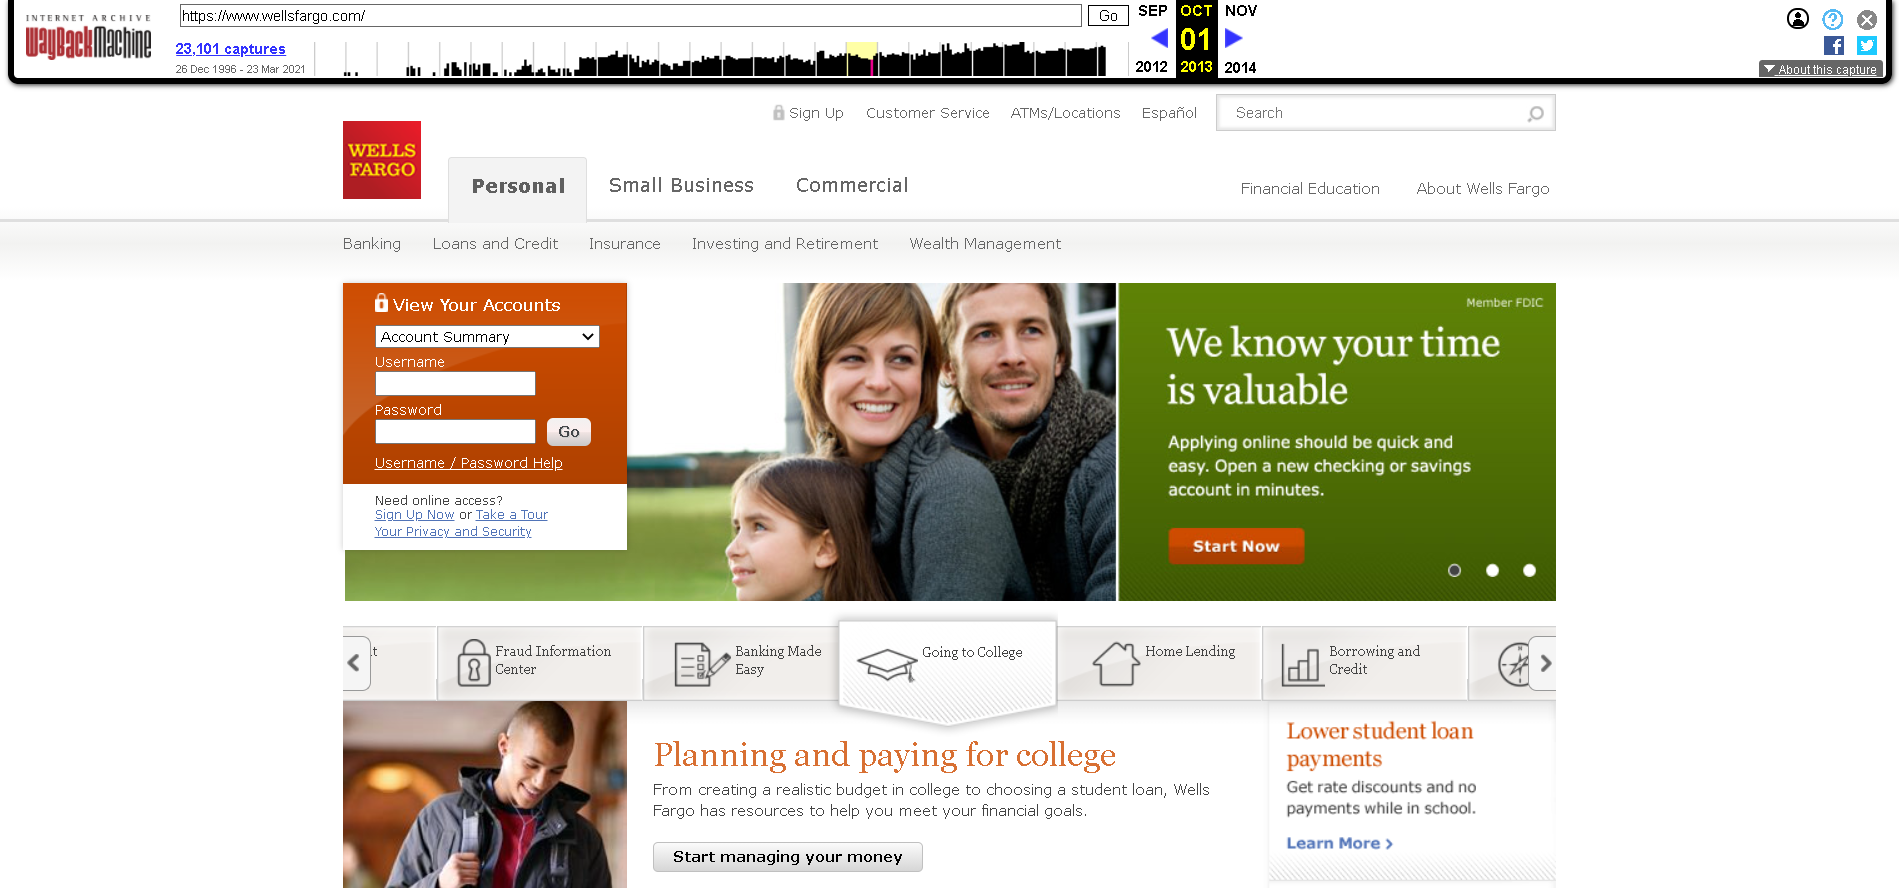 INTERNET ARCHIVE
WayBackMachine
https://www.wellsfargo.com/
Go
SEP
OCT
NOV
23,101 captures
01
26 Dec 1996 - 23 Mar 2021
2012
2013
2014
About this capture
Sign Up
Customer Service
ATMs/Locations
Español
Search
WELLS
FARGO
Personal
Small Business
Commercial
Financial Education
About Wells Fargo
Banking
Loans and Credit
Insurance
Investing and Retirement
Wealth Management
View Your Accounts
Account Summary
Username
Password
Go
Username / Password Help
Need online access?
Sign Up Now or Take a Tour
Your Privacy and Security
Member FDIC
We know your time
is valuable
Applying online should be quick and
easy. Open a new checking or savings
account in minutes.
Start Now
Fraud Information
Center
Banking Made
Easy
Going to College
Home Lending
Borrowing and
Credit
Planning and paying for college
From creating a realistic budget in college to choosing a student loan, Wells
Fargo has resources to help you meet your financial goals.
Start managing your money
Lower student loan
payments
Get rate discounts and no
payments while in school.
Learn More